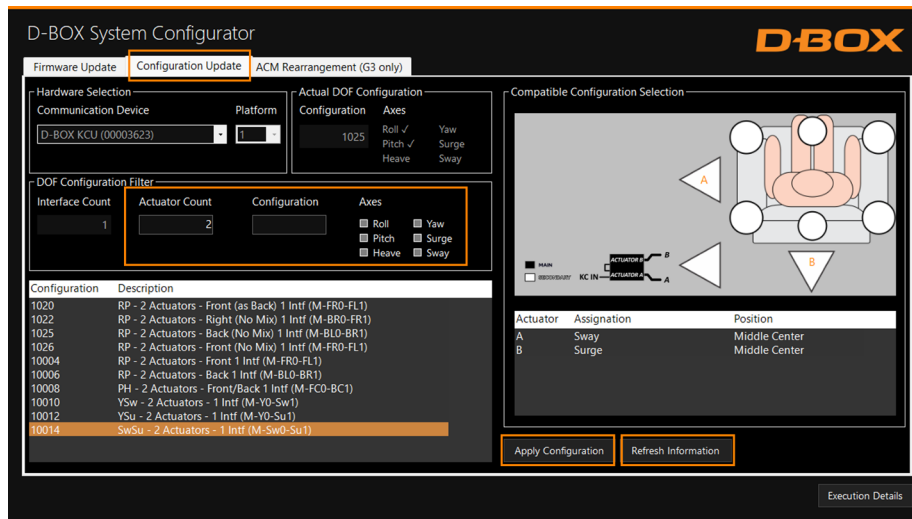 D-BOX System Configurator
D-BOX
Firmware Update
Configuration Update
ACM Rearrangement (G3 only)
Hardware Selection
Communication Device
Platform
D-BOX KCU (00003623)
1
Actual DOF Configuration
Configuration
Axes
1025
Roll ✓
Yaw
Pitch ✓
Surge
Heave
Sway
DOF Configuration Filter
Interface Count
Actuator Count
Configuration
Axes
1
2
Roll
Yaw
Pitch
Surge
Heave
Sway
Configuration
Description
1020 RP - 2 Actuators - Front (as Back) 1 Intf (M-FR0-FL1)
1022 RP - 2 Actuators - Right (No Mix) 1 Intf (M-BR0-FR1)
1025 RP - 2 Actuators - Back (No Mix) 1 Intf (M-BL0-BR1)
1026 RP - 2 Actuators - Front (No Mix) 1 Intf (M-FR0-FL1)
10004 RP - 2 Actuators - Front 1 Intf (M-FR0-FL1)
10006 RP - 2 Actuators - Back 1 Intf (M-BL0-BR1)
10008 PH - 2 Actuators - Front/Back 1 Intf (M-FC0-BC1)
10010 YSw - 2 Actuators - 1 Intf (M-Y0-Sw1)
10012 YSu - 2 Actuators - 1 Intf (M-Y0-Su1)
10014 SwSu - 2 Actuators - 1 Intf (M-Sw0-Su1)
Compatible Configuration Selection
A
B
MAIN
SECONDARY
KC IN
ACTUATOR B
B
ACTUATOR A
A
Actuator
Assignation
Position
A Sway Middle Center
B Surge Middle Center
Apply Configuration
Refresh Information
Execution Details